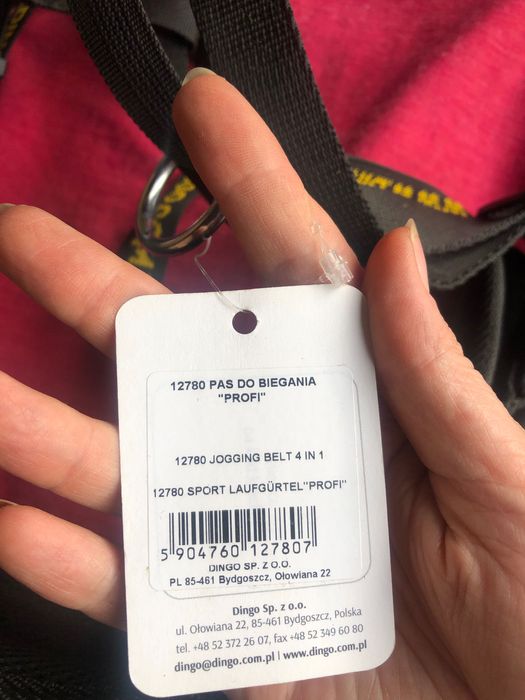 12780 PAS DO BIEGANIA
"PROFI"
12780 JOGGING BELT 4 IN 1
12780 SPORT LAUFGÜRTEL"PROFI"
5 904760 127807
DINGO SP. Z O.O.
PL 85-461 Bydgoszcz, Ołowiana 22
Dingo Sp. z o.o.
ul. Ołowiana 22, 85-461 Bydgoszcz, Polska
tel. +48 52 372 26 07, fax +48 52 349 60 80
dingo@dingo.com.pl | www.dingo.com.pl